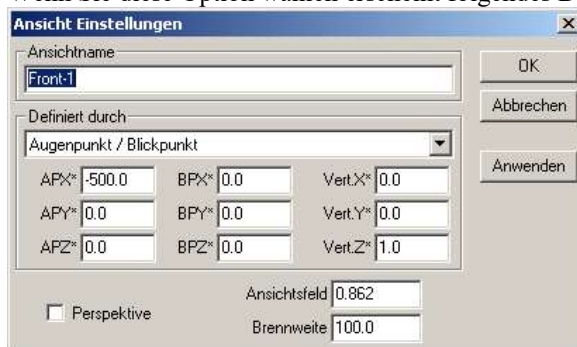 Ansicht Einstellungen
Ansichtname
Front-1
OK
Abbrechen
Definiert durch
Augenpunkt / Blickpunkt
Anwenden
APX* -500.0 BPX* 0.0 Vert.X* 0.0
APY* 0.0 BPY* 0.0 Vert.Y* 0.0
APZ* 0.0 BPZ* 0.0 Vert.Z* 1.0
Ansichtsfeld 0.862
Perspektive
Brennweite 100.0